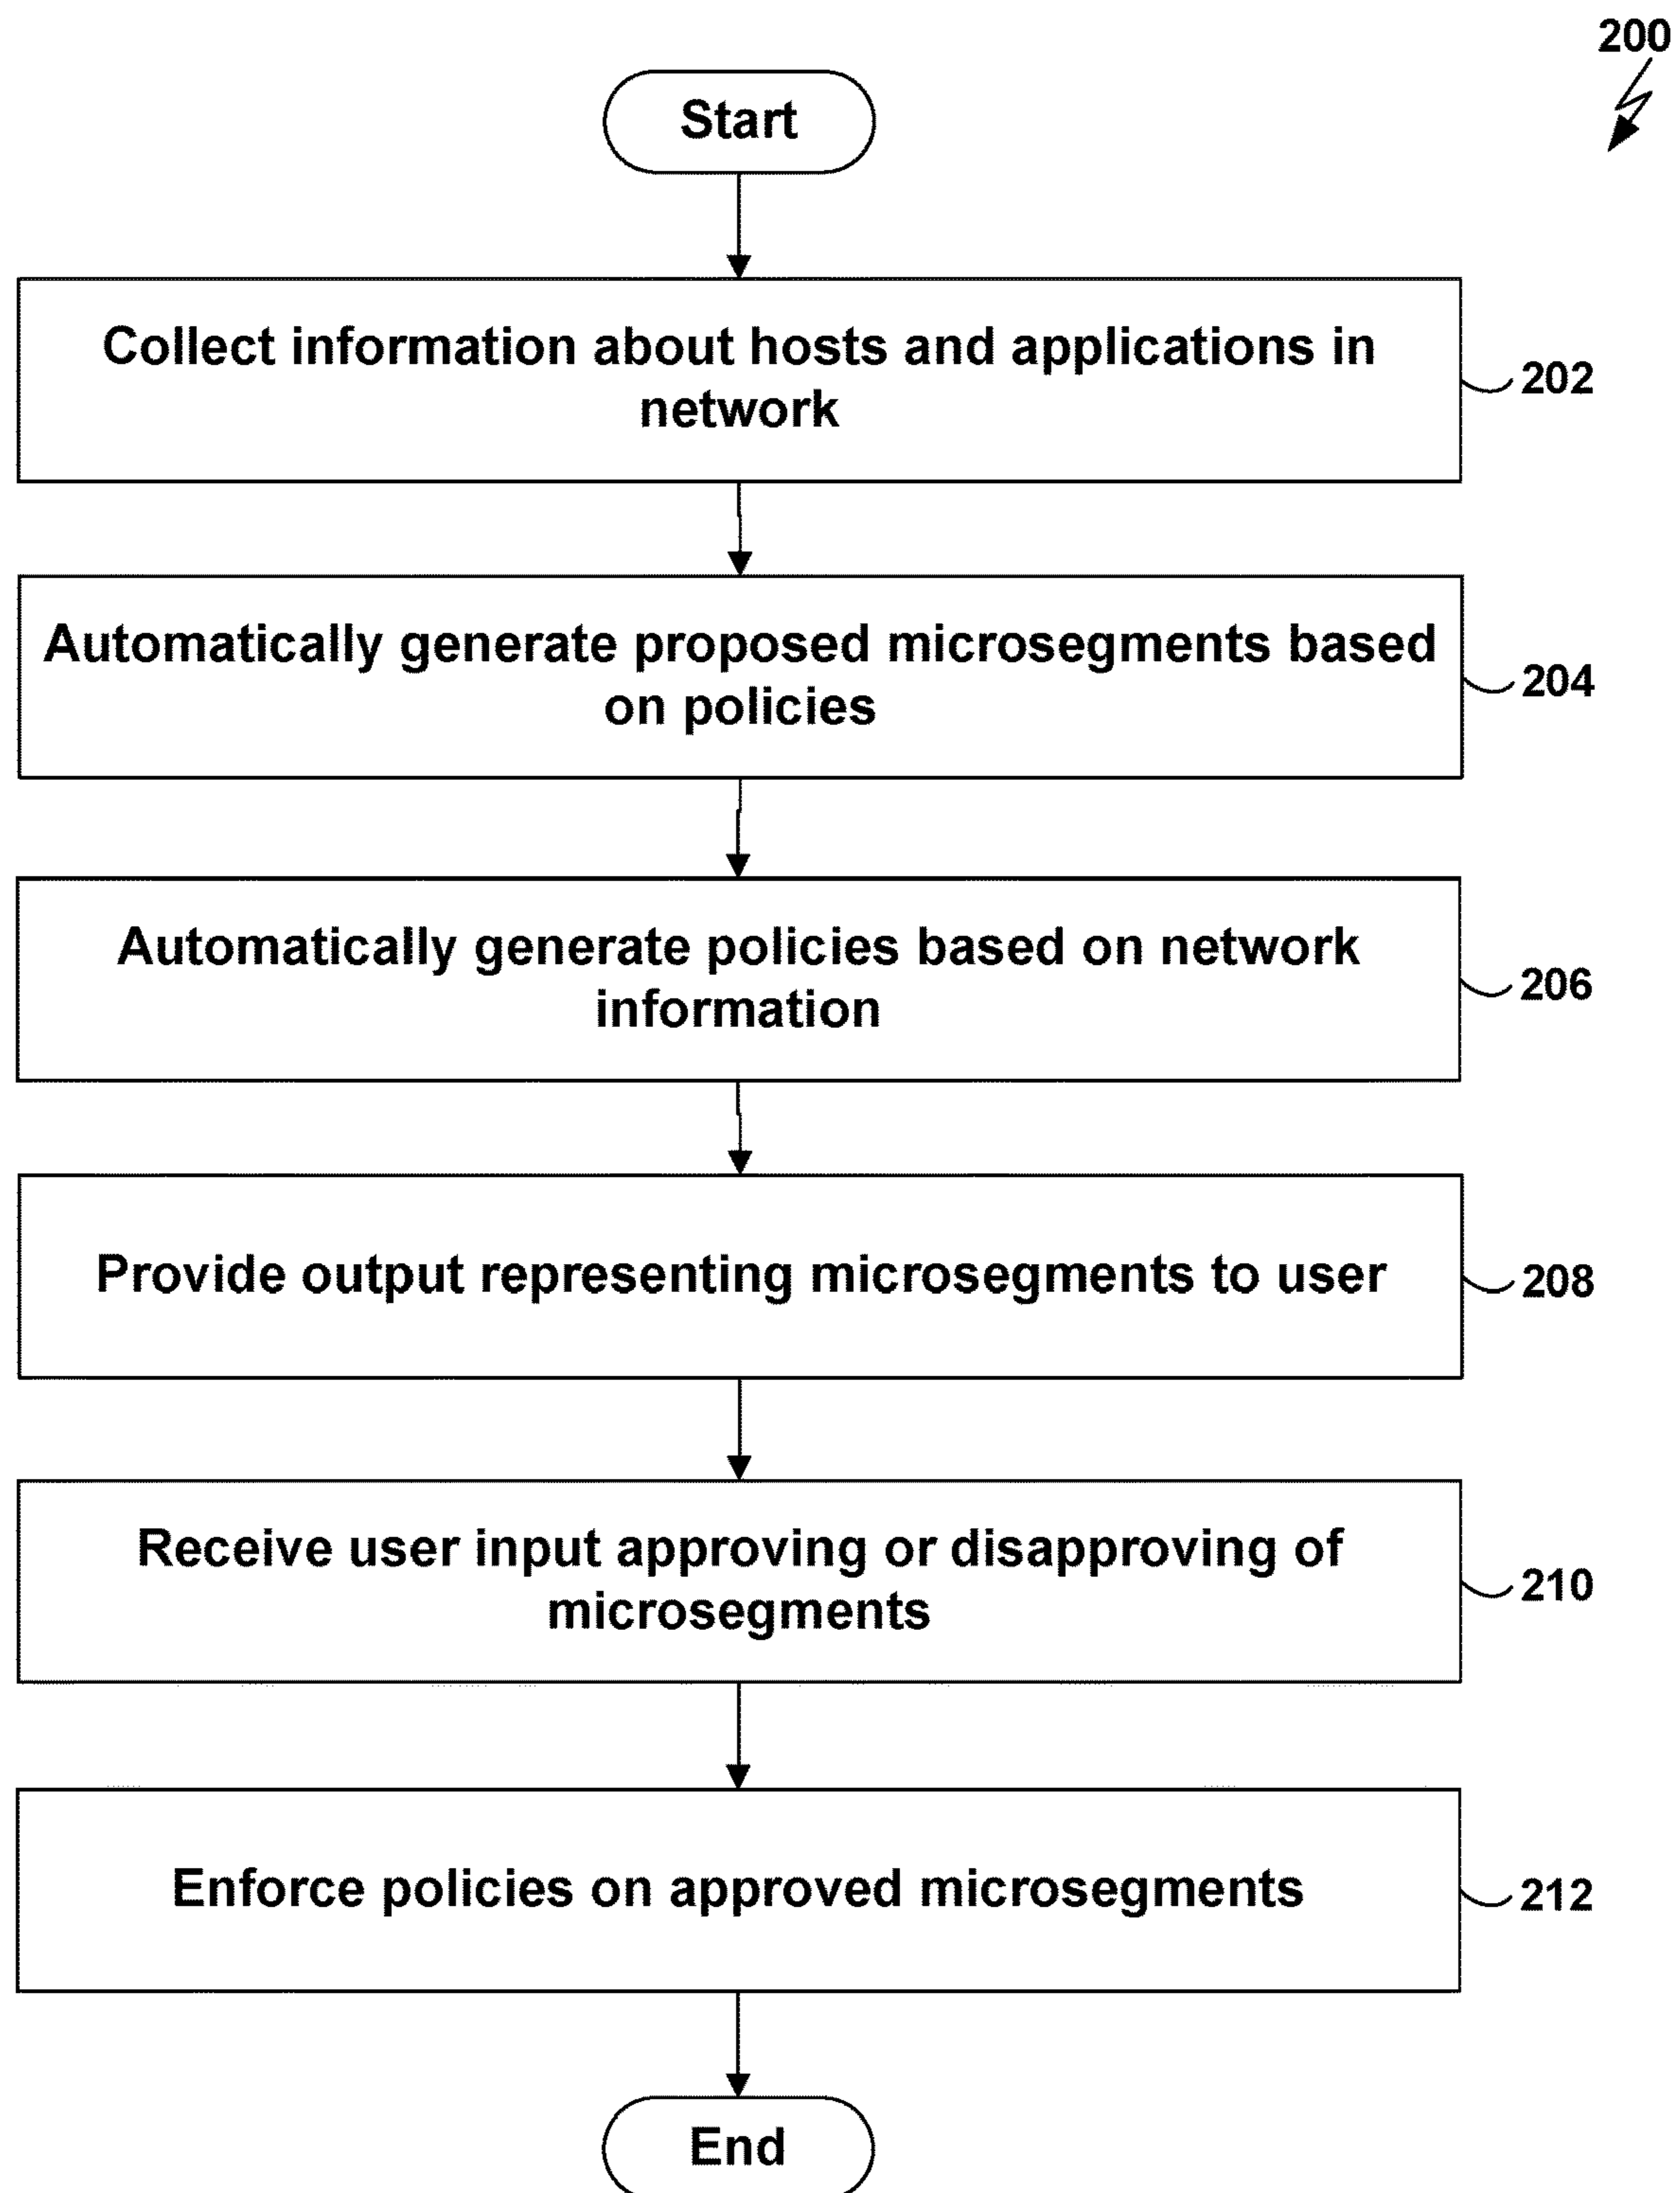 200
Start
Collect information about hosts and applications in
network
202
Automatically generate proposed microsegments based
on policies
204
Automatically generate policies based on network
information
206
Provide output representing microsegments to user
208
Receive user input approving or disapproving of
microsegments
210
Enforce policies on approved microsegments
212
End